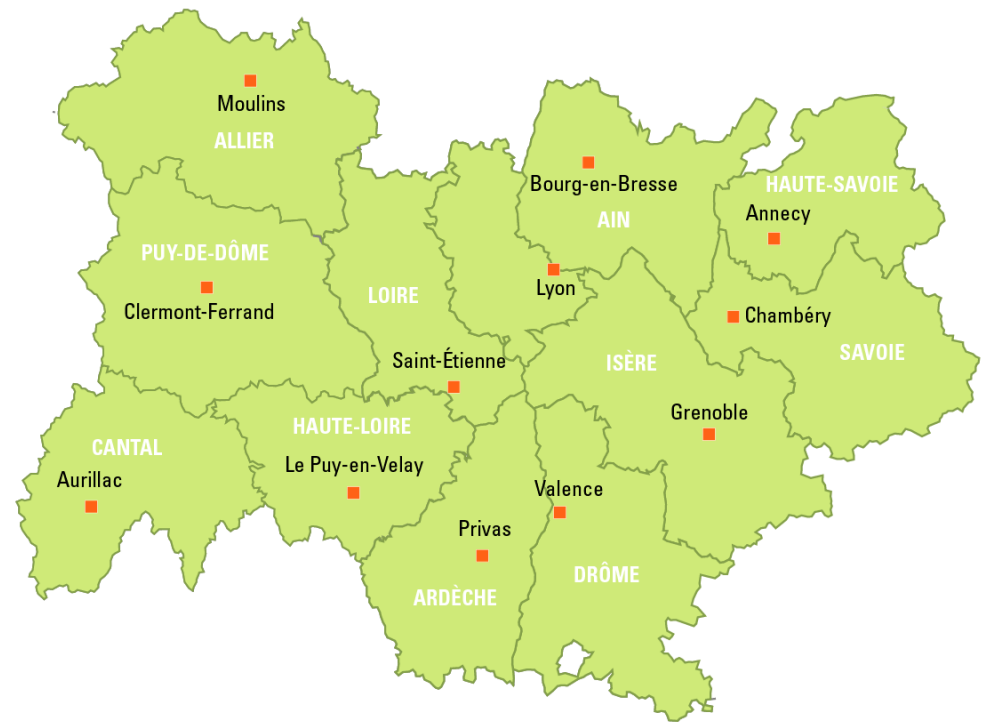 Moulins
ALLIER
Bourg-en-Bresse
AIN
HAUTE-SAVOIE
Annecy
PUY-DE-DÔME
Clermont-Ferrand
LOIRE
Lyon
Chambéry
SAVOIE
Saint-Étienne
ISÈRE
Grenoble
HAUTE-LOIRE
Le Puy-en-Velay
CANTAL
Aurillac
Valence
Privas
ARDÈCHE
DRÔME